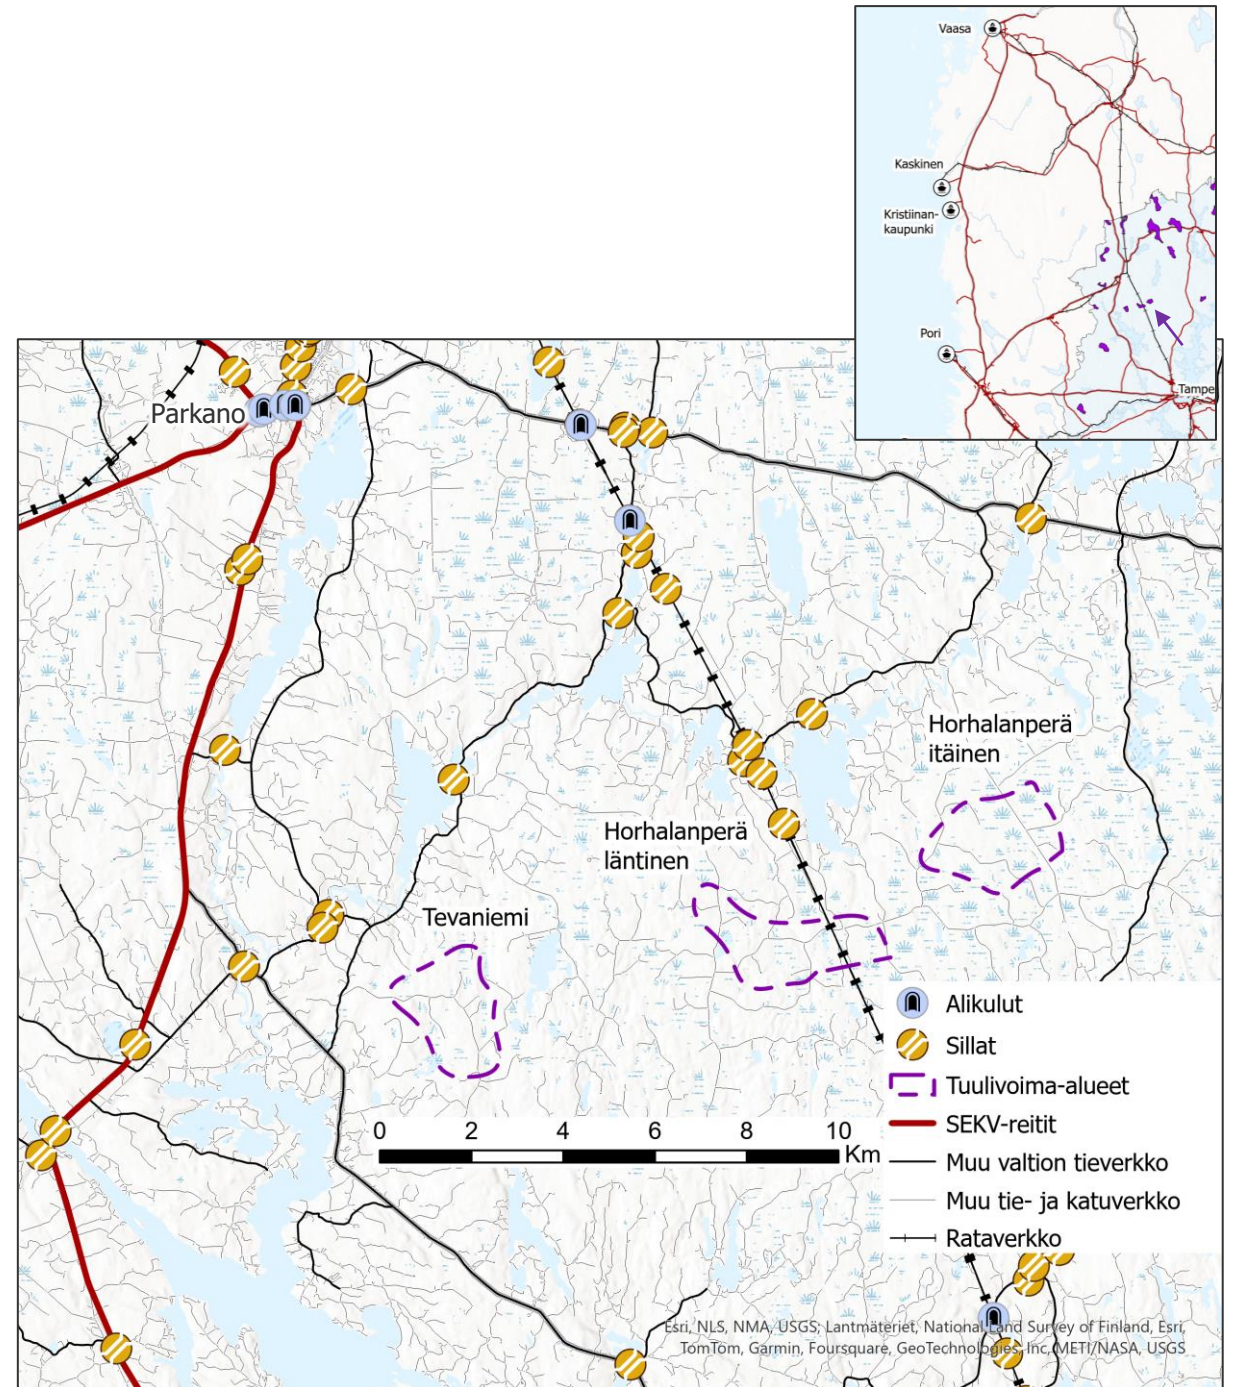 Vaasa
Kaskinen
Kristiinan-
kaupunki
Pori
Tampe
Parkano
Horhalanperä
itäinen
Horhalanperä
läntinen
Tevaniemi
Alikulut
Sillat
Tuulivoima-alueet
SEKV-reitit
Muu valtion tieverkko
Muu tie- ja katuverkko
Rataverkko
0 2 4 6 8 10
Km
Esri, NLS, NMA, USGS; Lantmäteriet, National Land Survey of Finland, Esri,
TomTom, Garmin, Foursquare, GeoTechnologies, Inc, METI/NASA, USGS